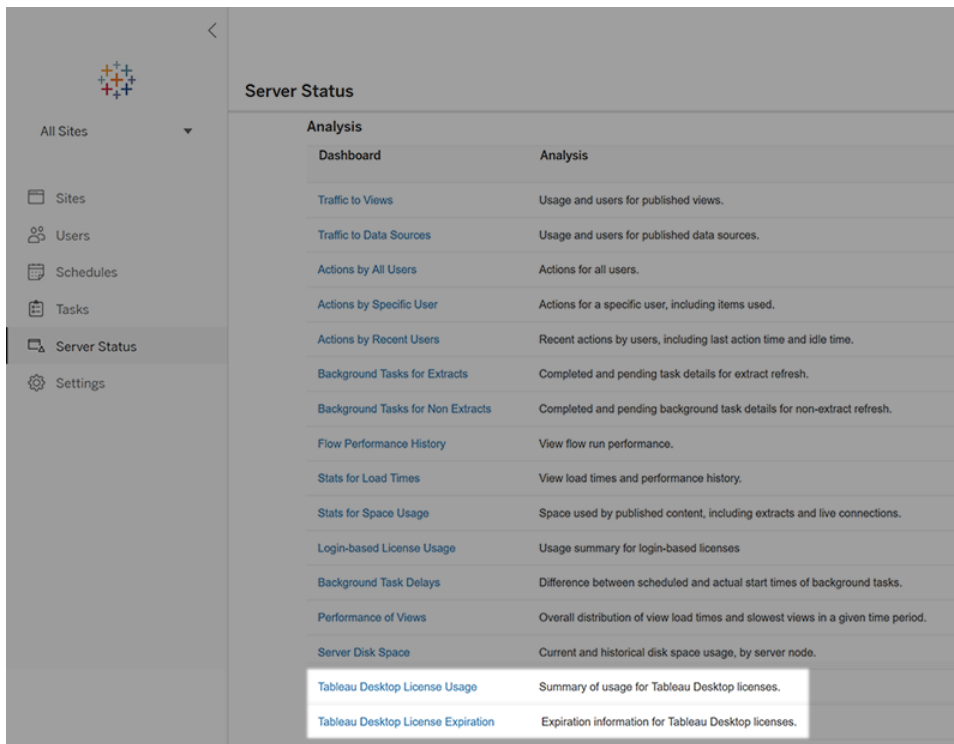 Server Status
All Sites
Sites
Users
Schedules
Tasks
Server Status
Settings
Analysis
Dashboard Analysis
Traffic to Views Usage and users for published views.
Traffic to Data Sources Usage and users for published data sources.
Actions by All Users Actions for all users.
Actions by Specific User Actions for a specific user, including items used.
Actions by Recent Users Recent actions by users, including last action time and idle time.
Background Tasks for Extracts Completed and pending task details for extract refresh.
Background Tasks for Non Extracts Completed and pending background task details for non-extract refresh.
Flow Performance History View flow run performance.
Stats for Load Times View load times and performance history.
Stats for Space Usage Space used by published content, including extracts and live connections.
Login-based License Usage Usage summary for login-based licenses
Background Task Delays Difference between scheduled and actual start times of background tasks.
Performance of Views Overall distribution of view load times and slowest views in a given time period.
Server Disk Space Current and historical disk space usage, by server node.
Tableau Desktop License Usage Summary of usage for Tableau Desktop licenses.
Tableau Desktop License Expiration Expiration information for Tableau Desktop licenses.